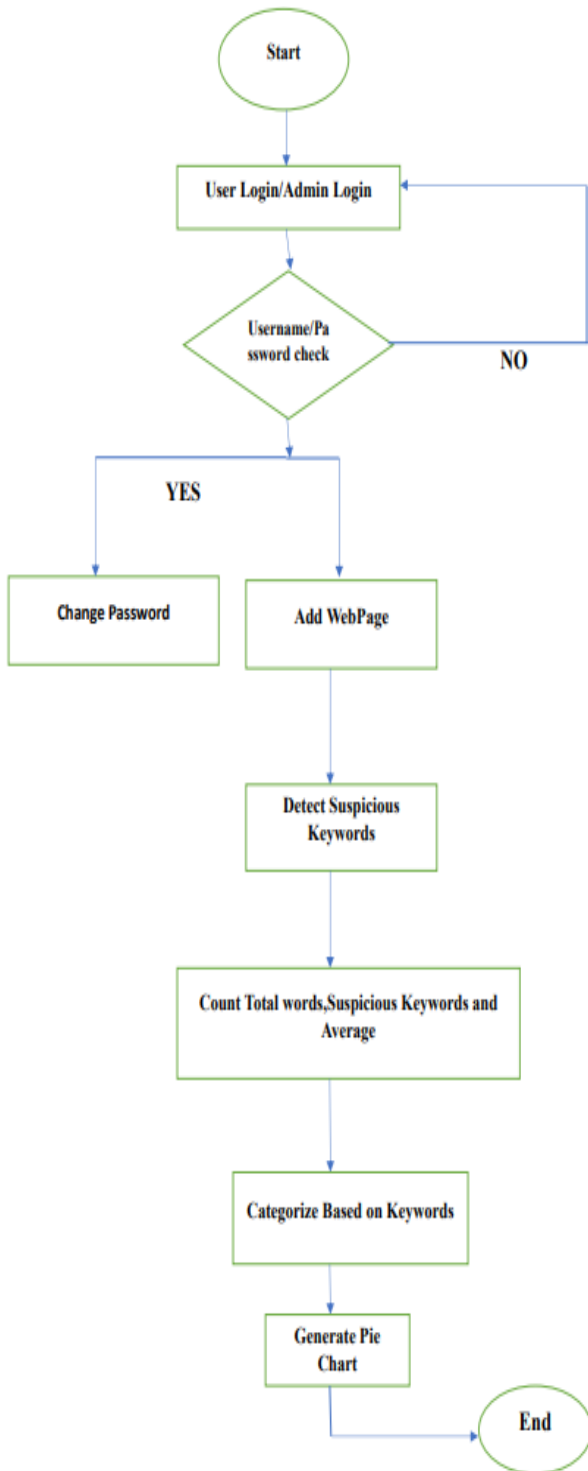 Start
User Login/Admin Login
Username/Pa
ssword check
NO
YES
Change Password
Add WebPage
Detect Suspicious
Keywords
Count Total words,Suspicious Keywords and
Average
Categorize Based on Keywords
Generate Pie
Chart
End